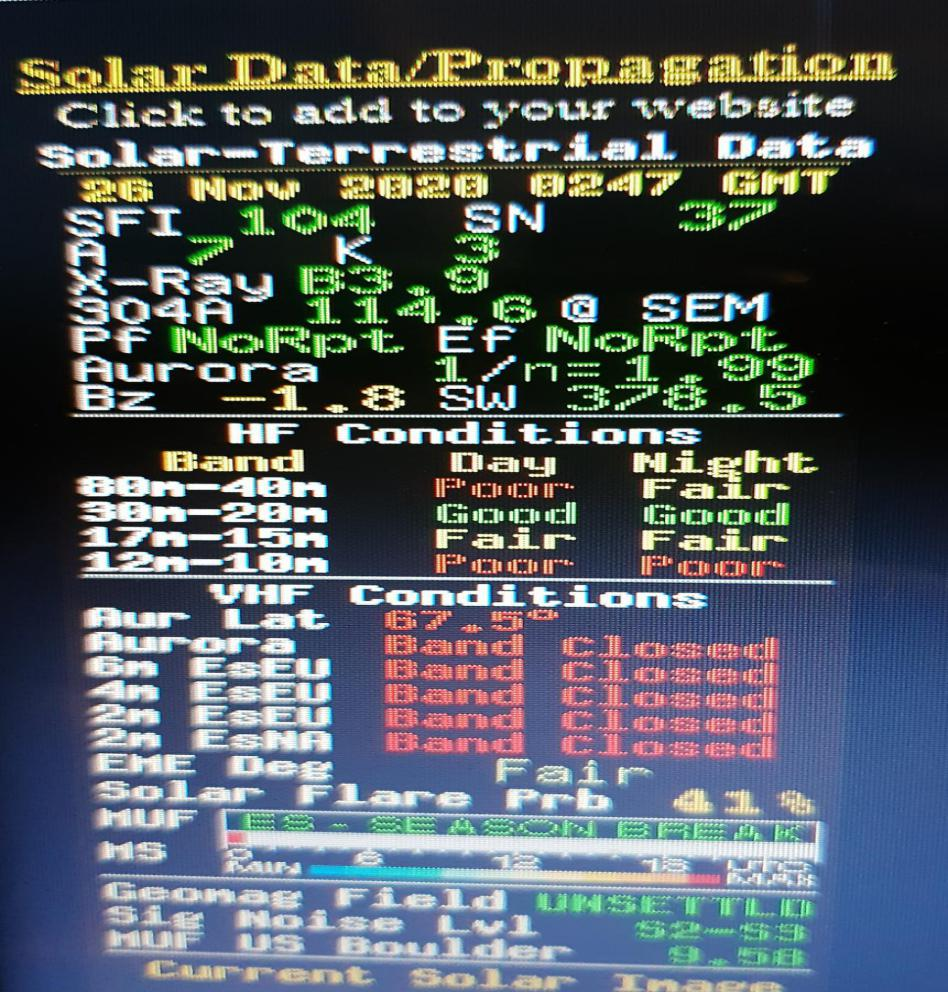 Solar Data/Propagation
Click to add to your website
Solar-Terrestrial Data
26 Nov 2020 0247 GMT
SFI 104 SN 37
A 7 K 3
X-Ray B3.9
304A 114.6 @ SEM
Pf NoRpt Ef NoRpt
Aurora 1/n=1.99
Bz -1.8 SW 378.5
HF Conditions
Band Day Night
80m-40m Poor Fair
30m-20m Good Good
17m-15m Fair Fair
12m-10m Poor Poor
VHF Conditions
Aur Lat 67.5°
Aurora Band Closed
6m EsEU Band Closed
4m EsEU Band Closed
2m EsEU Band Closed
2m EsNA Band Closed
EME Deg Fair
Solar Flare Prb 41%
MUF ES - SEASON BREAK
MS 0 6 12 18 UTC
MIN MAX
Geomag Field UNSETTLD
Sig Noise Lvl S2-S3
MUF US Boulder 9.58
Current Solar Image